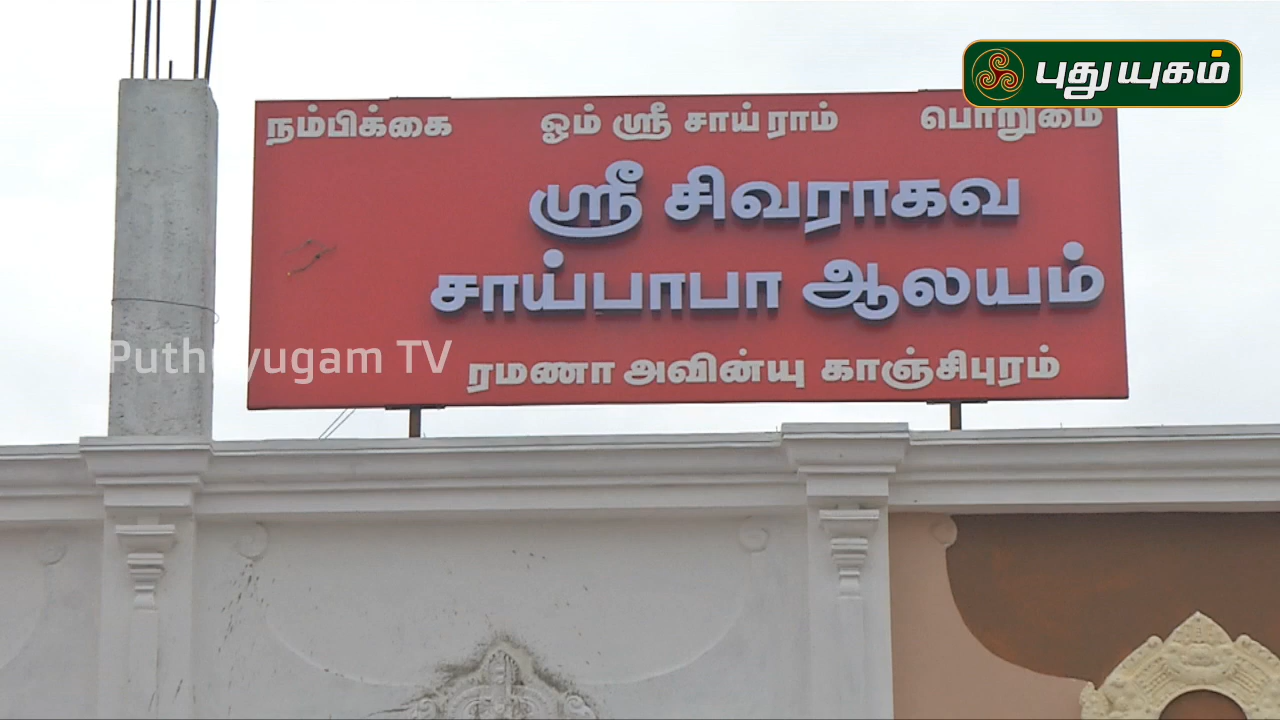 புதுயுகம்
நம்பிக்கை ஓம் ஸ்ரீ சாய் ராம் பொறுமை
ஸ்ரீ சிவராகவ
சாய்பாபா ஆலயம்
Puthuyugam TV
ரமணா அவின்யு காஞ்சிபுரம்